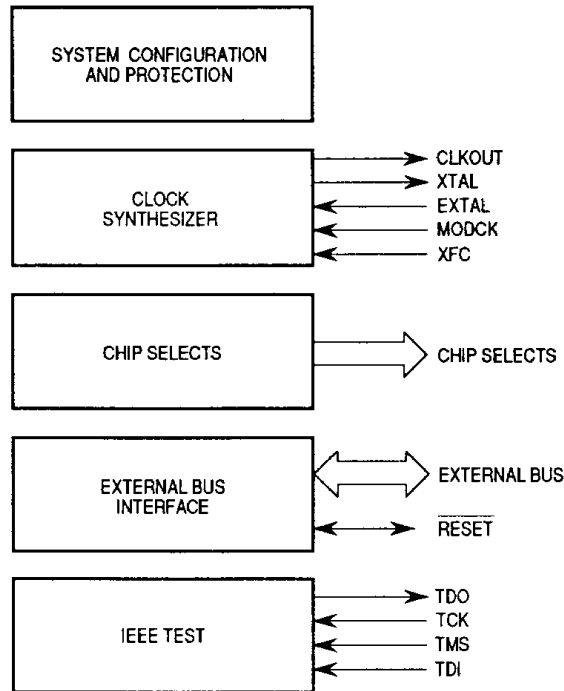 SYSTEM CONFIGURATION
AND PROTECTION
CLOCK
SYNTHESIZER
CLKOUT
XTAL
EXTAL
MODCK
XFC
CHIP SELECTS
CHIP SELECTS
EXTERNAL BUS
INTERFACE
EXTERNAL BUS
RESET
IEEE TEST
TDO
TCK
TMS
TDI